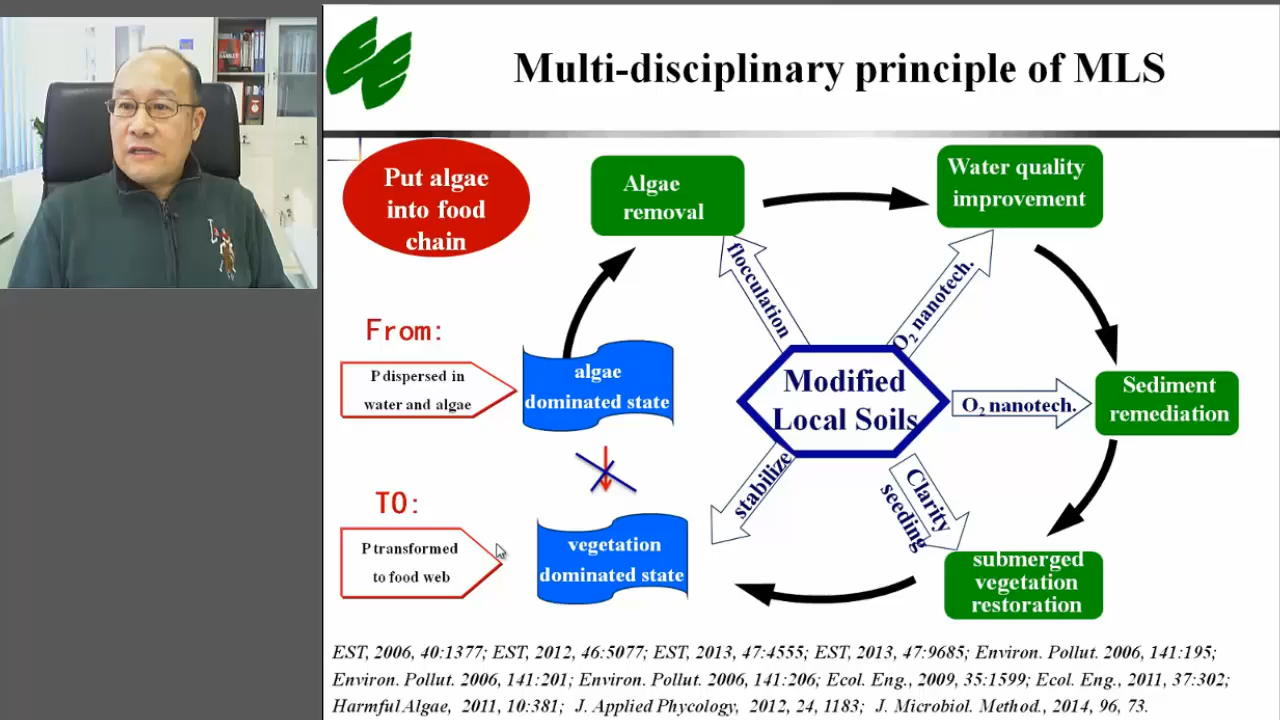 Multi-disciplinary principle of MLS
Put algae
into food
chain
Algae
removal
Water quality
improvement
flocculation
O₂ nanotech.
From:
P dispersed in
water and algae
algae
dominated state
Modified
Local Soils
O₂ nanotech.
Sediment
remediation
stabilize
Clarity
seeding
TO:
P transformed
to food web
vegetation
dominated state
submerged
vegetation
restoration
EST, 2006, 40:1377; EST, 2012, 46:5077; EST, 2013, 47:4555; EST, 2013, 47:9685; Environ. Pollut. 2006, 141:195;
Environ. Pollut. 2006, 141:201; Environ. Pollut. 2006, 141:206; Ecol. Eng., 2009, 35:1599; Ecol. Eng., 2011, 37:302;
Harmful Algae, 2011, 10:381; J. Applied Phycology, 2012, 24, 1183; J. Microbiol. Method., 2014, 96, 73.